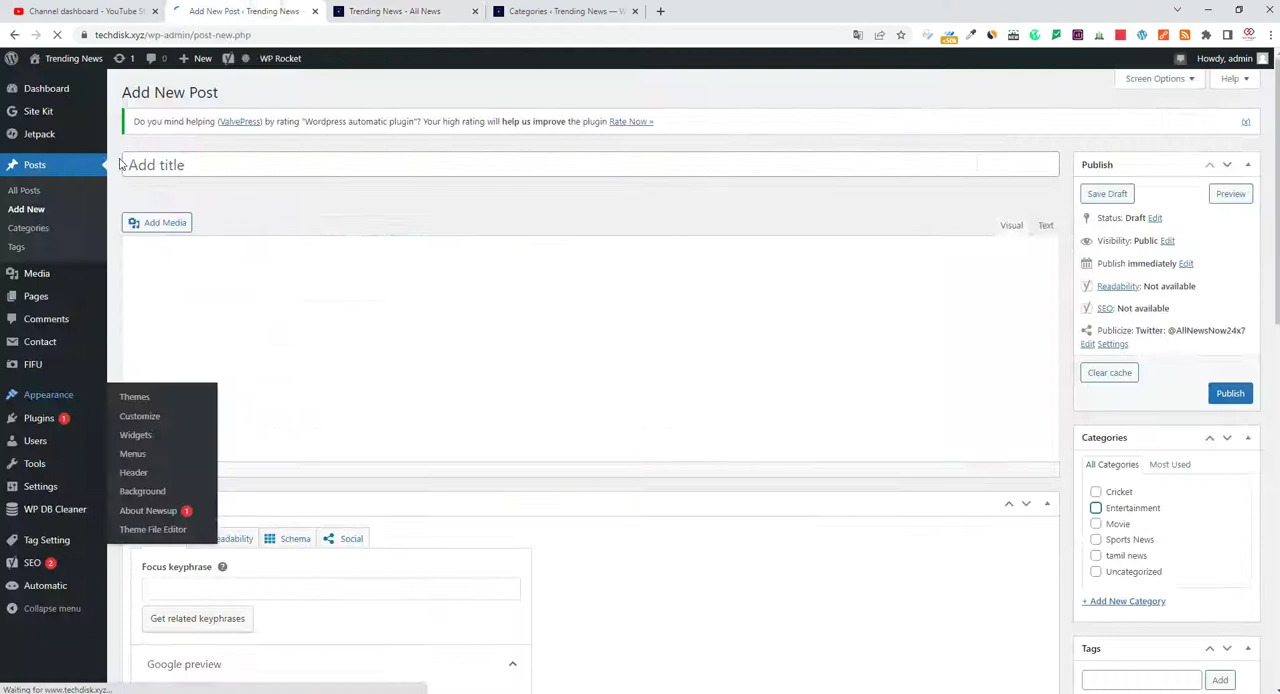 Channel dashboard - YouTube St
Add New Post ‹ Trending News —
Trending News - All News
Categories ‹ Trending News — W
techdisk.xyz/wp-admin/post-new.php
Trending News
1
0
New
WP Rocket
Howdy, admin
Dashboard
Site Kit
Jetpack
Posts
All Posts
Add New
Categories
Tags
Media
Pages
Comments
Contact
FIFU
Appearance
Plugins 1
Users
Tools
Settings
WP DB Cleaner
Tag Setting
SEO 2
Automatic
Collapse menu
Themes
Customize
Widgets
Menus
Header
Background
About Newsup 1
Theme File Editor
Screen Options
Help
Add New Post
Do you mind helping (ValvePress) by rating "Wordpress automatic plugin"? Your high rating will help us improve the plugin Rate Now »
(x)
Add title
Add Media
Visual
Text
eadability
Schema
Social
Focus keyphrase
Get related keyphrases
Google preview
Publish
Save Draft
Preview
Status: Draft Edit
Visibility: Public Edit
Publish immediately Edit
Readability: Not available
SEO: Not available
Publicize: Twitter: @AllNewsNow24x7
Edit Settings
Clear cache
Publish
Categories
All Categories
Most Used
Cricket
Entertainment
Movie
Sports News
tamil news
Uncategorized
+ Add New Category
Tags
Add
Waiting for www.techdisk.xyz...